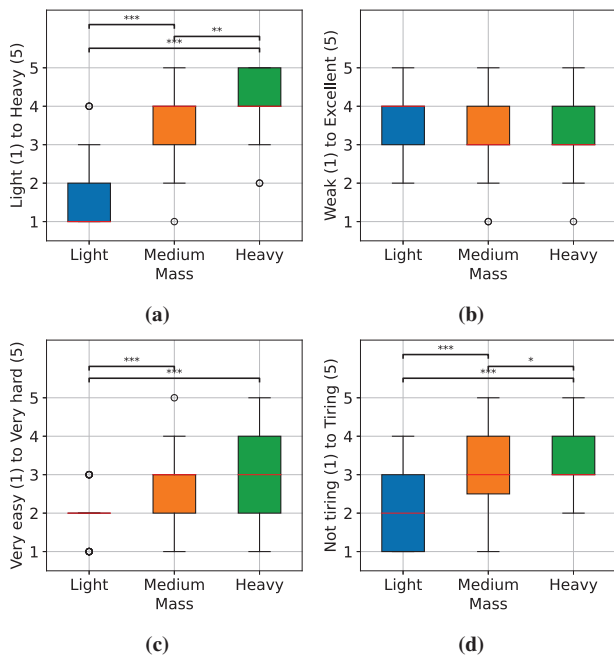 Light (1) to Heavy (5)
5
4
3
2
1
***
**
***
Light Medium Heavy
Mass
(a)
Weak (1) to Excellent (5)
5
4
3
2
1
Light Medium Heavy
Mass
(b)
Very easy (1) to Very hard (5)
5
4
3
2
1
***
***
Light Medium Heavy
Mass
(c)
Not tiring (1) to Tiring (5)
5
4
3
2
1
***
*
***
Light Medium Heavy
Mass
(d)